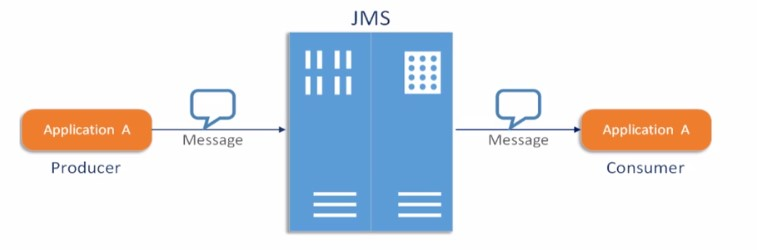 JMS
Application A
Message
Message
Application A
Producer
Consumer